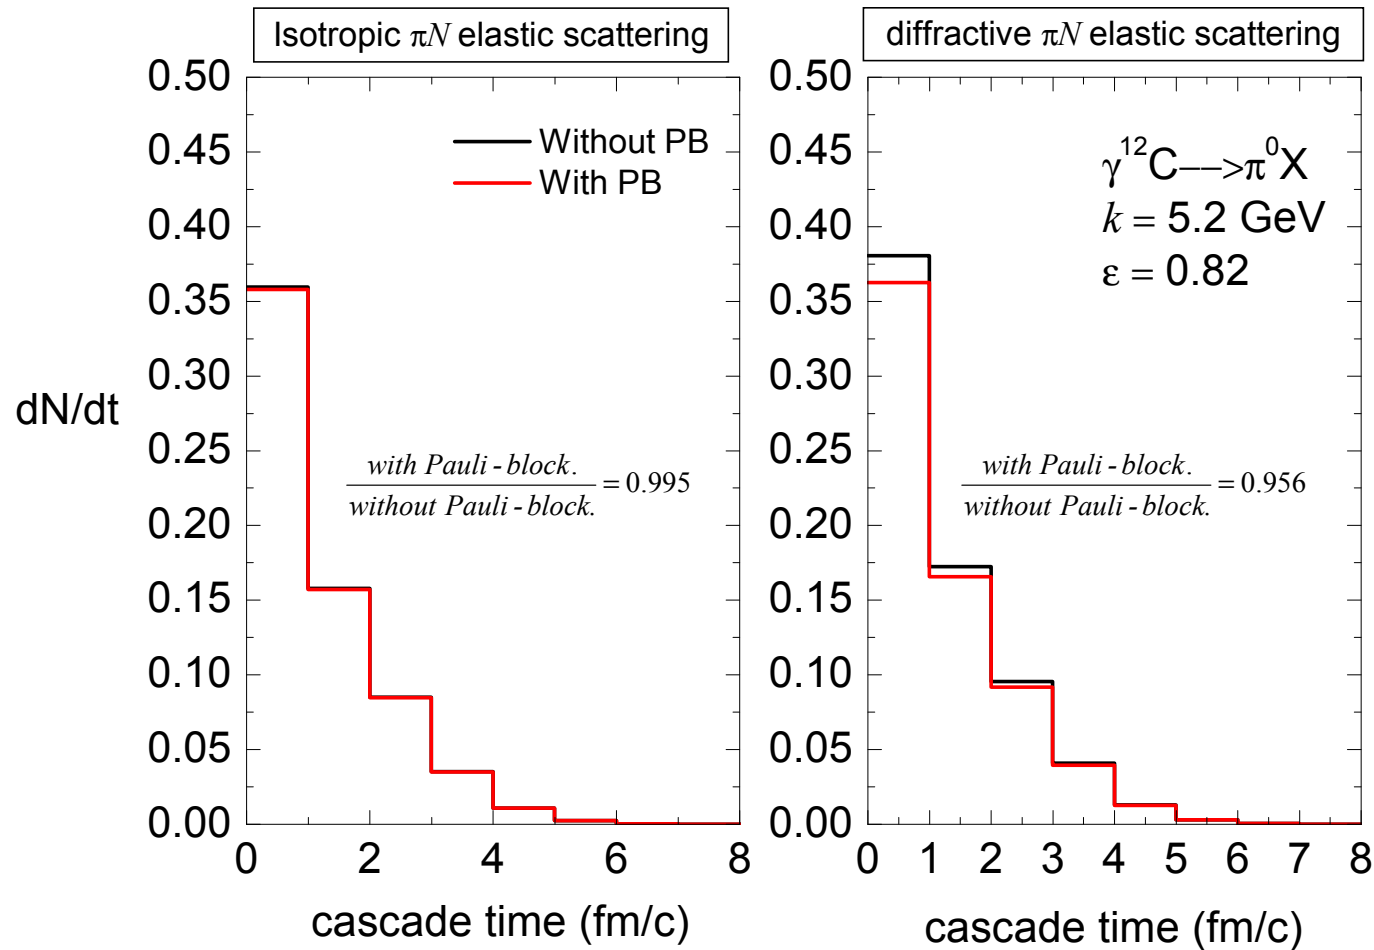 Isotropic πN elastic scattering
diffractive πN elastic scattering
0.50
0.45
0.40
0.35
0.30
0.25
0.20
0.15
0.10
0.05
0.00
dN/dt
Without PB
With PB
with Pauli - block.
without Pauli - block.
= 0.995
0
2
4
6
8
cascade time (fm/c)
0.50
0.45
0.40
0.35
0.30
0.25
0.20
0.15
0.10
0.05
0.00
γ¹²C––>π⁰X
k = 5.2 GeV
ε = 0.82
with Pauli - block.
without Pauli - block.
= 0.956
0
1
2
3
4
5
6
7
8
cascade time (fm/c)